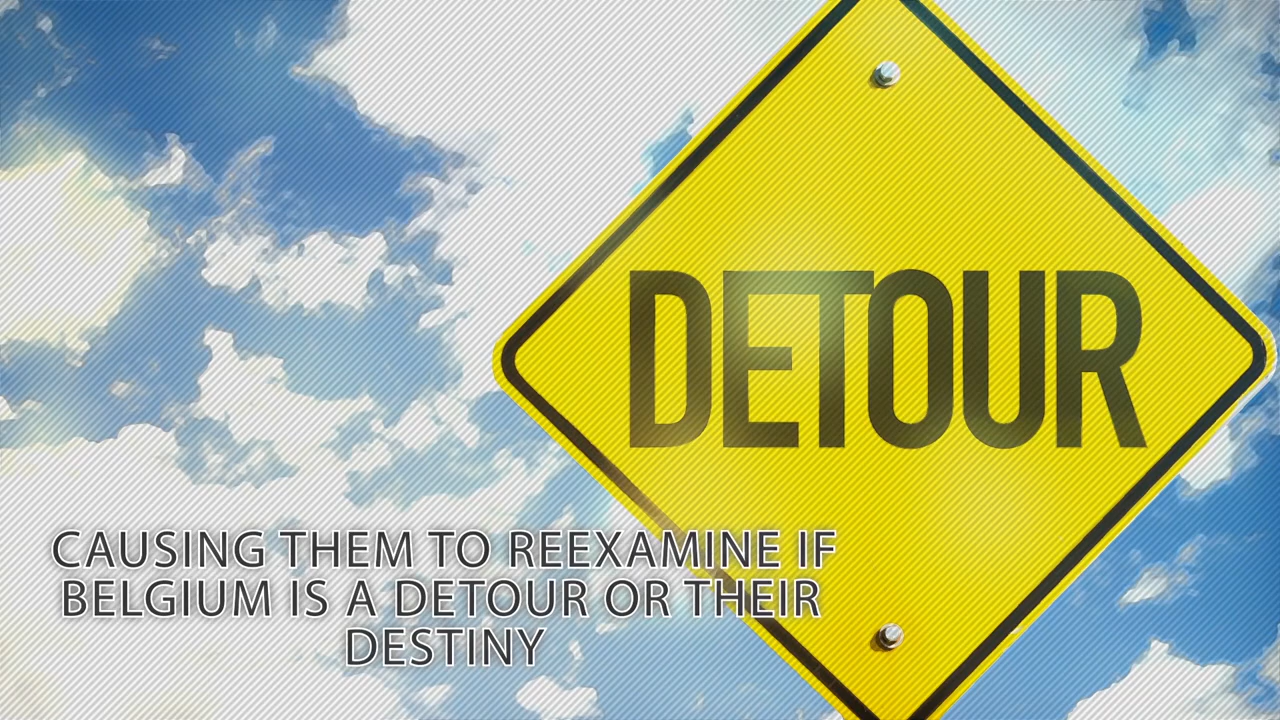 DETOUR
CAUSING THEM TO REEXAMINE IF
BELGIUM IS A DETOUR OR THEIR
DESTINY